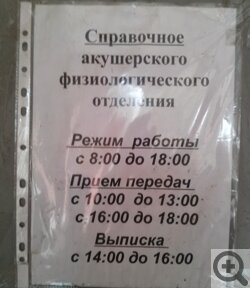 Справочное
акушерского
физиологического
отделения
Режим работы
с 8:00 до 18:00
Прием передач
с 10:00 до 13:00
с 16:00 до 18:00
Выписка
с 14:00 до 16:00